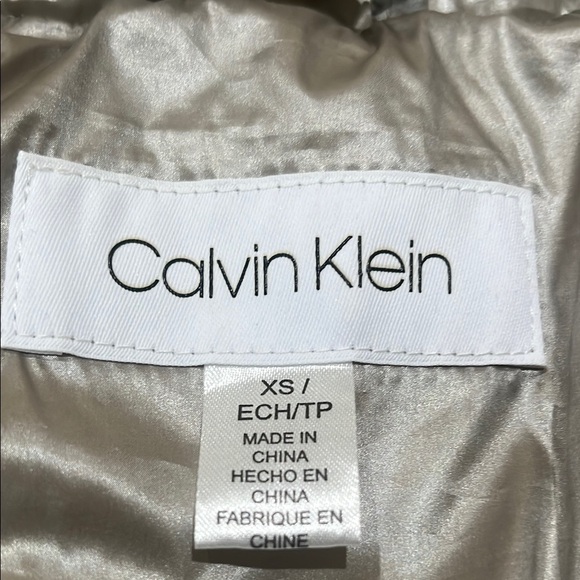 Calvin Klein
XS /
ECH/TP
MADE IN
CHINA
HECHO EN
CHINA
FABRIQUE EN
CHINE